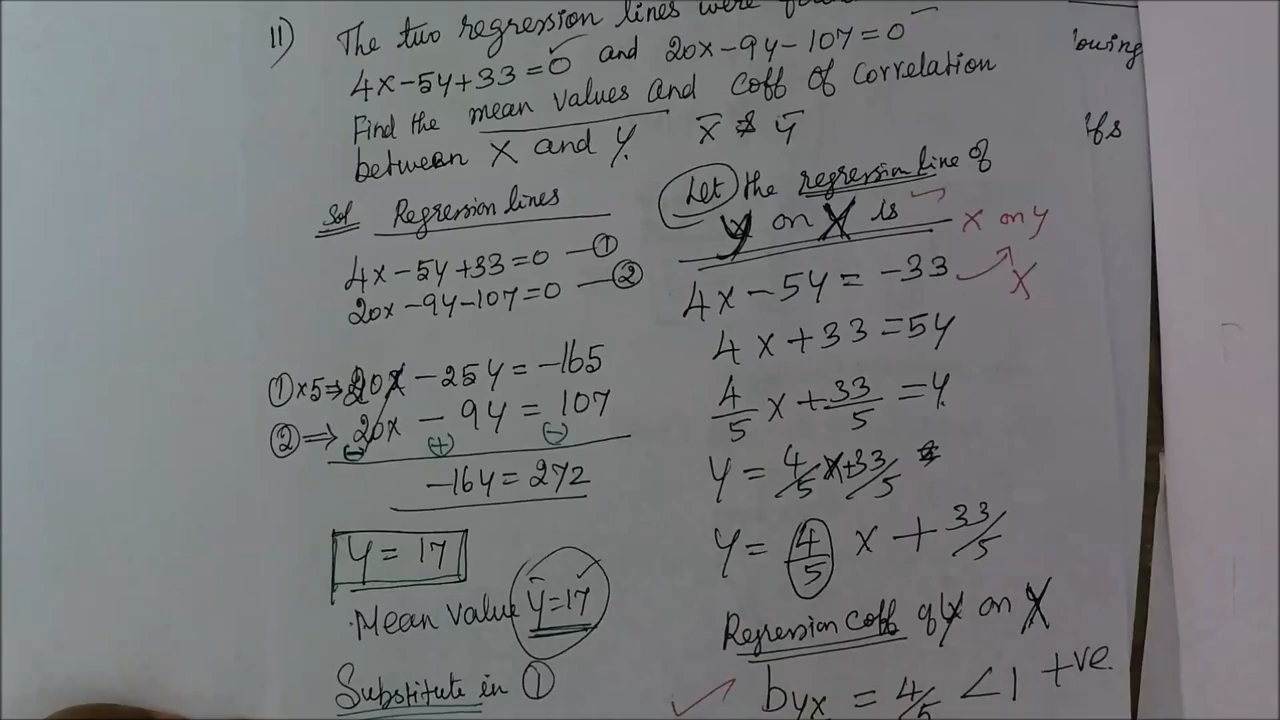 11) The two regression lines were
4x-5y+33=0 and 20x-9y-107=0
Find the mean values and Coff of Correlation
between X and Y. x̄ & ȳ
Sol Regression lines
4x-5y+33=0 —①
20x-9y-107=0 —②
①x5⇒ 20x - 25y = -165
②⇒ 20x - 9y = 107
(-) (+) (-)
-16y = 272
y = 17
Mean value ȳ=17
Substitute in ①
Let the regression line of
y on X is
x on y
4x-5y = -33
X
4x+33 = 5y
4/5 x + 33/5 = y
y = 4/5 x+33/5
y = 4/5 x + 33/5
Regression Coff of y on X
byx = 4/5 <1 +ve
owing
ifs